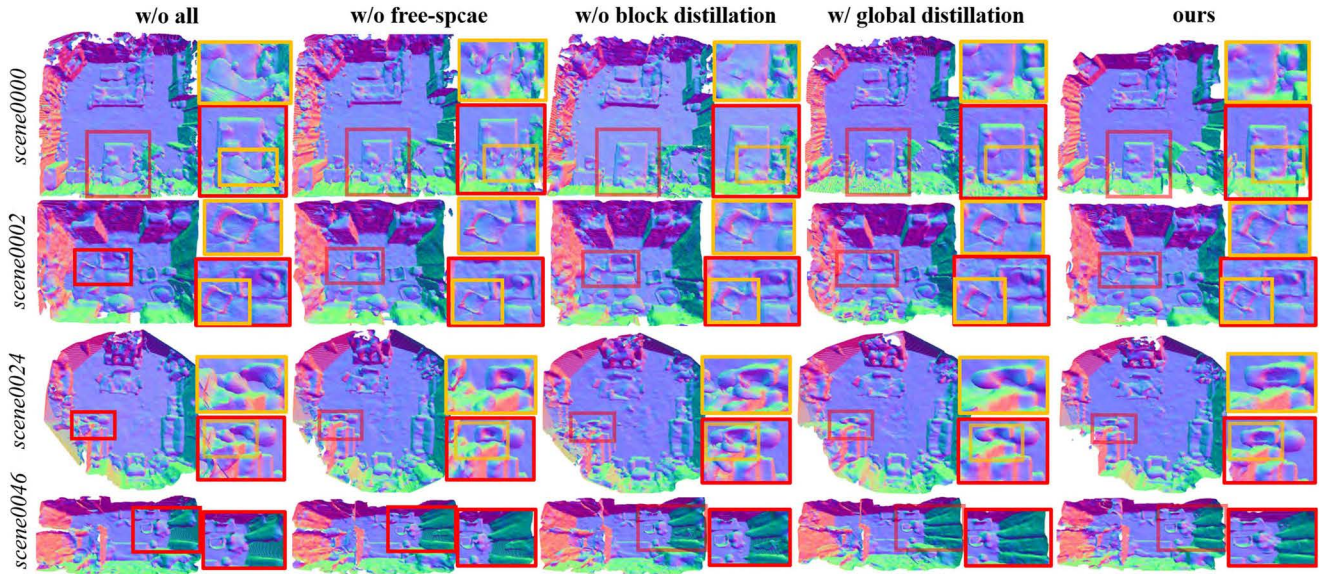 w/o all w/o free-spcae w/o block distillation w/ global distillation ours
scene0000
scene0002
scene0024
scene0046